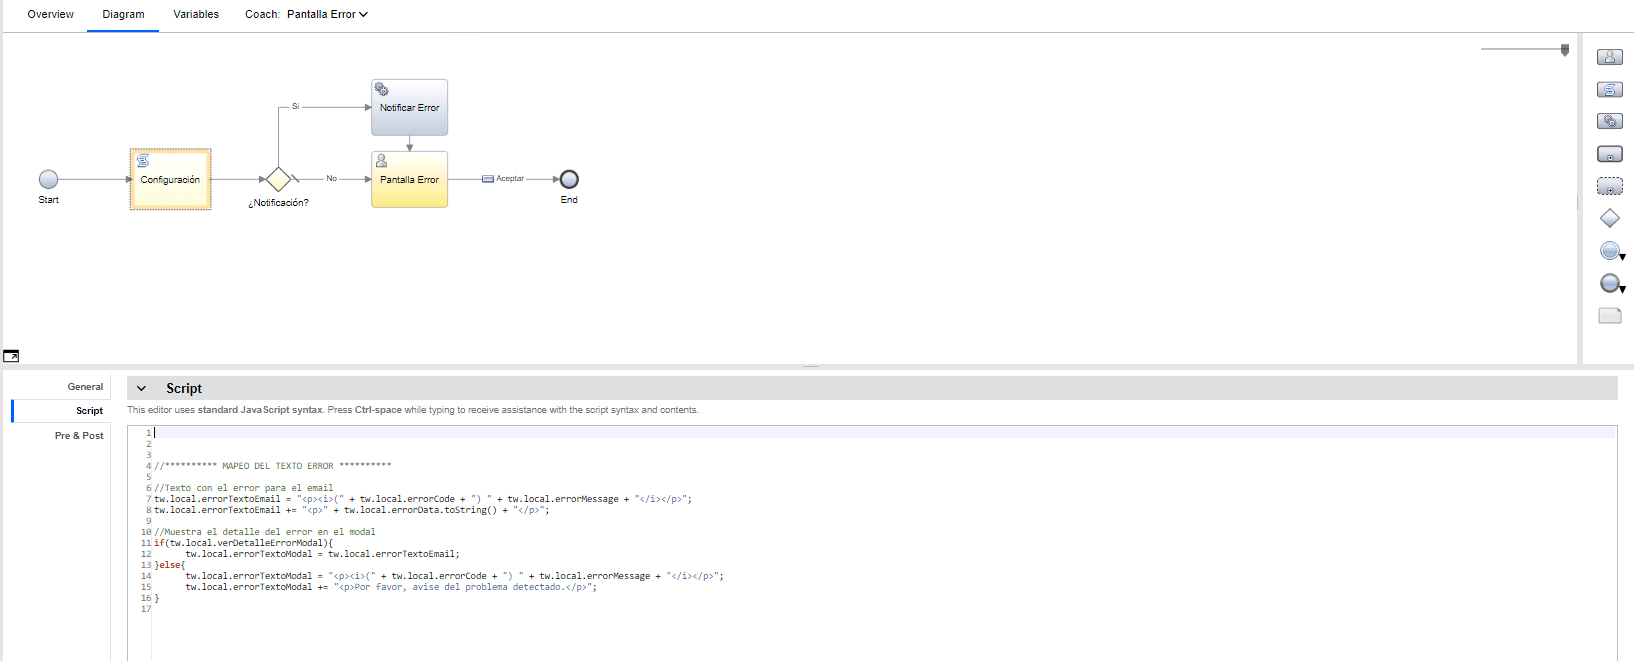 Overview Diagram Variables Coach: Pantalla Error
Notificar Error
Si
Configuración
Pantalla Error
No
Aceptar
Start
¿Notificación?
End
General
Script
Pre & Post
Script
This editor uses standard JavaScript syntax. Press Ctrl-space while typing to receive assistance with the script syntax and contents.
1
2
3
4 //********** MAPEO DEL TEXTO ERROR **********
5
6 //Texto con el error para el email
7 tw.local.errorTextoEmail = "<p><i>(" + tw.local.errorCode + ") " + tw.local.errorMessage + "</i></p>";
8 tw.local.errorTextoEmail += "<p>" + tw.local.errorData.toString() + "</p>";
9
10 //Muestra el detalle del error en el modal
11 if(tw.local.verDetalleErrorModal){
12 tw.local.errorTextoModal = tw.local.errorTextoEmail;
13 }else{
14 tw.local.errorTextoModal = "<p><i>(" + tw.local.errorCode + ") " + tw.local.errorMessage + "</i></p>";
15 tw.local.errorTextoModal += "<p>Por favor, avise del problema detectado.</p>";
16 }
17